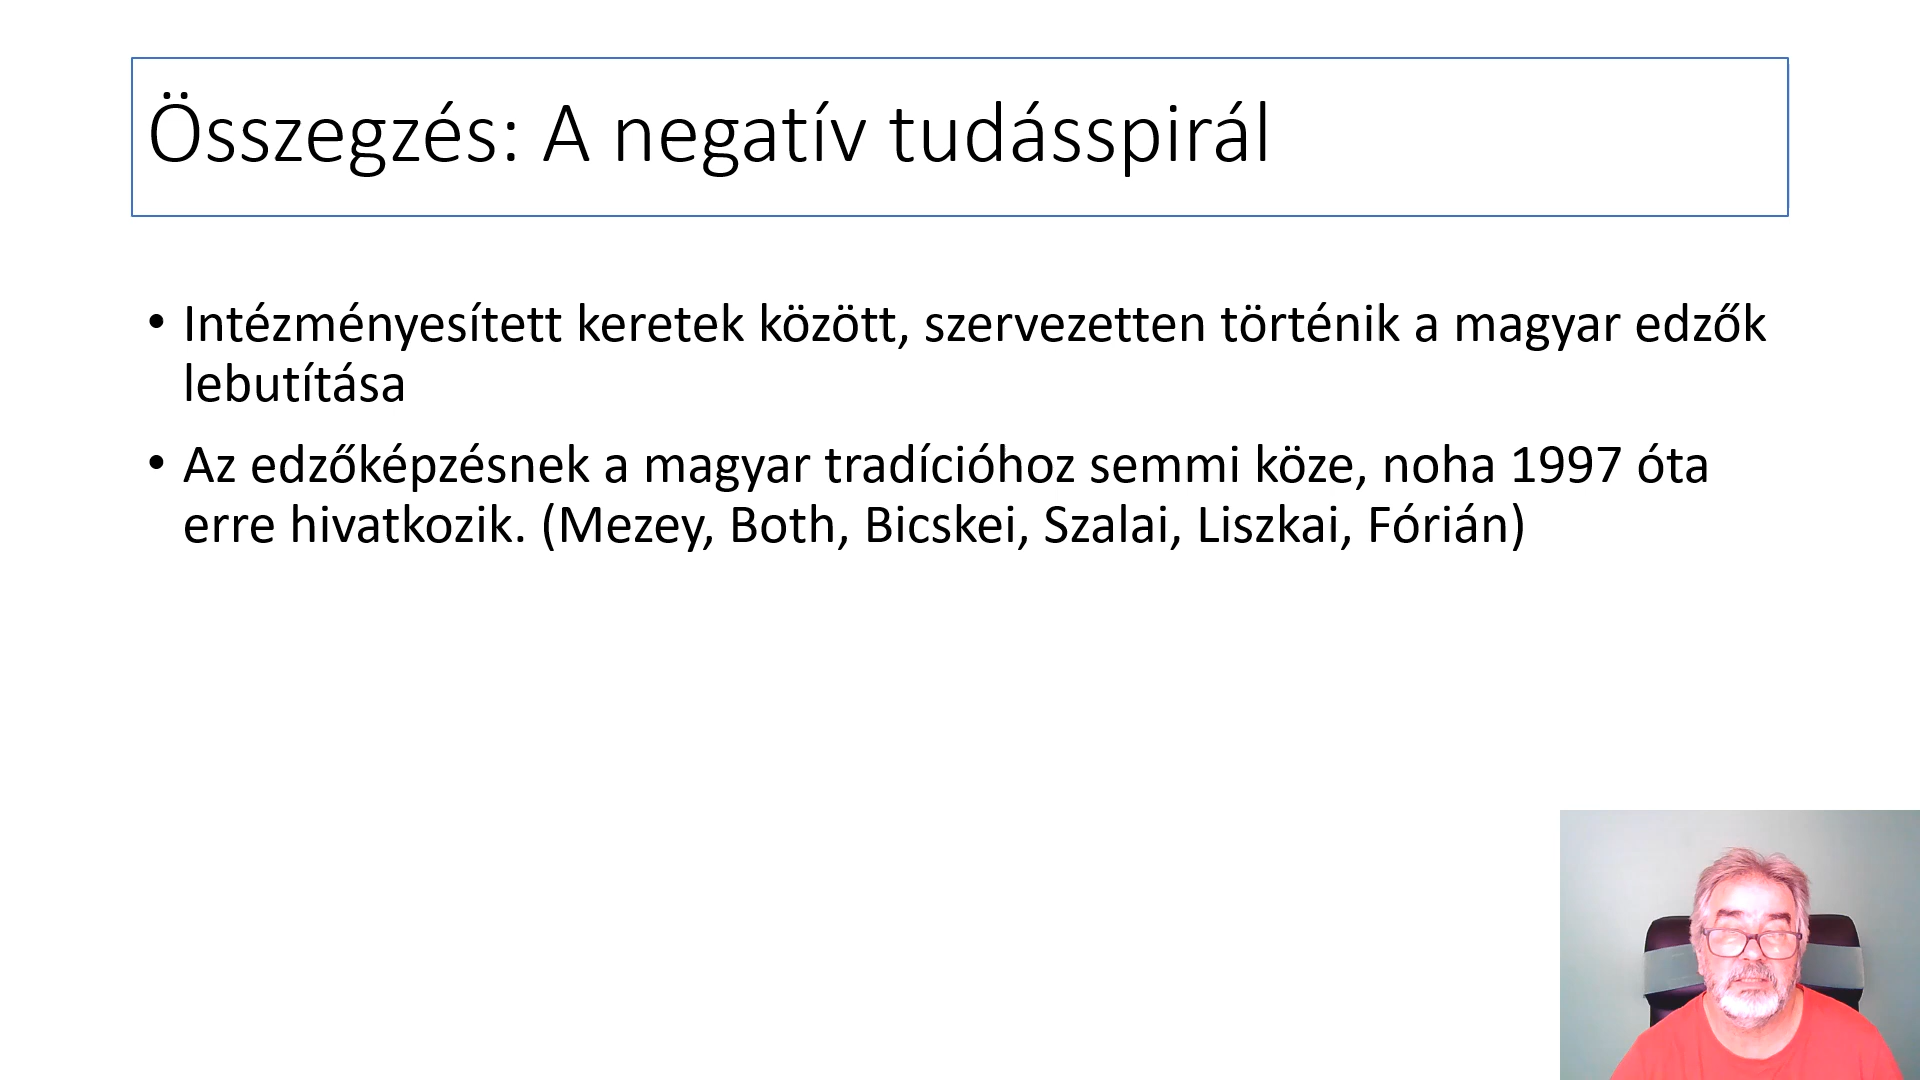 Összegzés: A negatív tudásspirál
• Intézményesített keretek között, szervezetten történik a magyar edzők
lebutítása
• Az edzőképzésnek a magyar tradícióhoz semmi köze, noha 1997 óta
erre hivatkozik. (Mezey, Both, Bicskei, Szalai, Liszkai, Fórián)